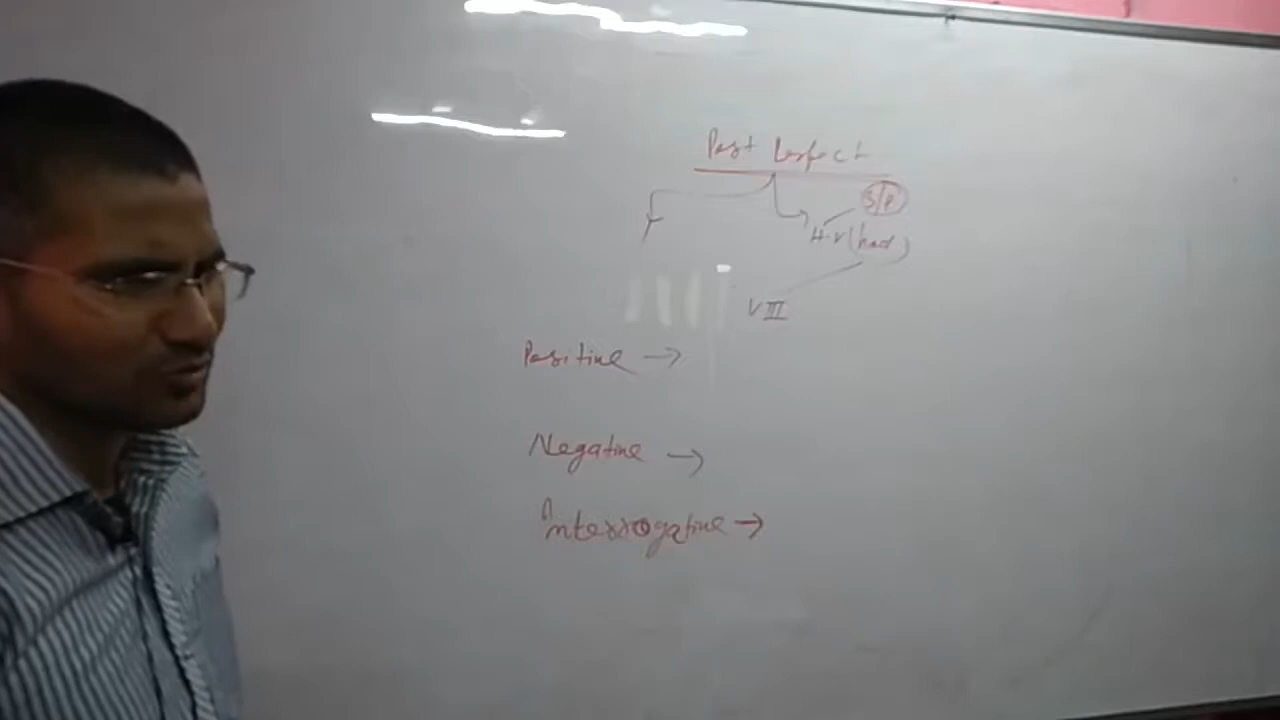 Past Perfect
S/P
H.V (had)
V III
Positive →
Negative →
Interrogative →